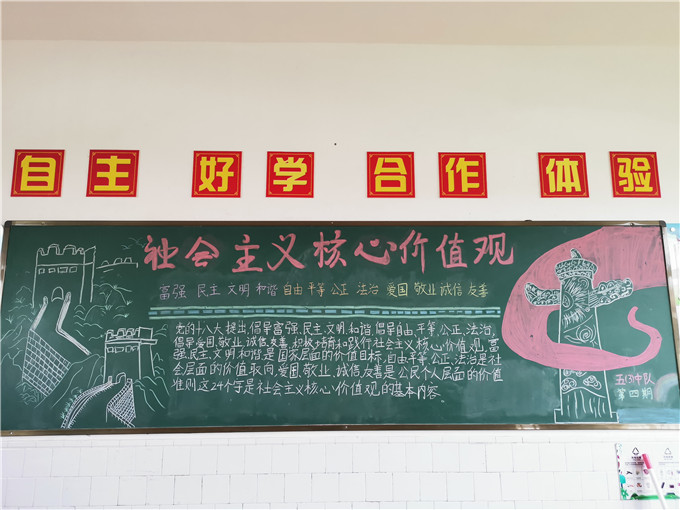 自主 好学 合作 体验
社会主义核心价值观
富强 民主 文明 和谐 自由 平等 公正 法治 爱国 敬业 诚信 友善
党的十八大提出,倡导富强、民主、文明、和谐,倡导自由、平等、公正、法治,
倡导爱国、敬业、诚信、友善,积极培育和践行社会主义核心价值观,富
强、民主、文明、和谐是国家层面的价值目标,自由、平等、公正、法治是社
会层面的价值取向,爱国、敬业、诚信、友善是公民个人层面的价值
准则,这24个字是社会主义核心价值观的基本内容
中队
第四期